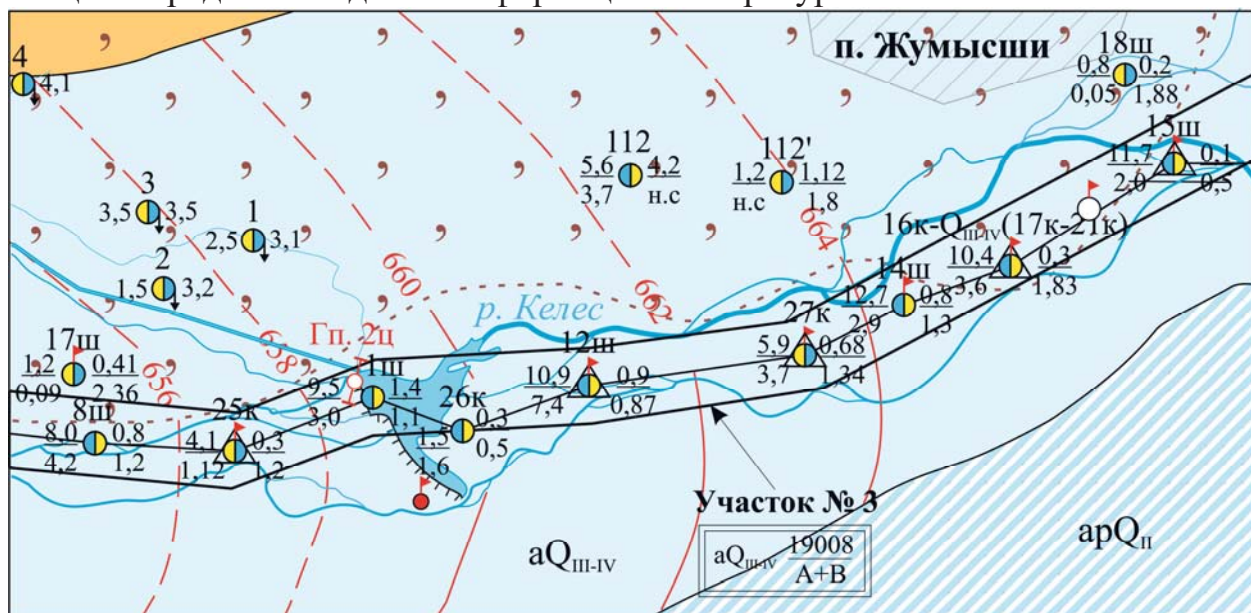 4
4,1
п. Жумысши
18ш
0,8 0,2
0,05 1,88
112
5,6 4,2
3,7 н.с
112'
1,2 1,12
н.с 1,8
15ш
11,7 0,1
2,0 0,5
3
3,5 3,5
1
2,5 3,1
2
1,5 3,2
664
662
660
658
656
16к-QIII-IV (17к-21к)
10,4 0,3
3,6 1,83
14ш
12,7 0,8
2,9 1,3
р. Келес
Гп. 2ц
27к
5,9 0,68
3,7 1,34
12ш
10,9 0,9
7,4 0,87
17ш
1,2 0,41
0,09 2,36
1ш
9,5 1,4
3,0 1,1
26к
0,3
1,5 0,5
8ш
8,0 0,8
4,2 1,2
25к
4,1 0,3
1,12 1,2
1,6
Участок № 3
aQIII-IV 19008
A+B
aQIII-IV
apQII